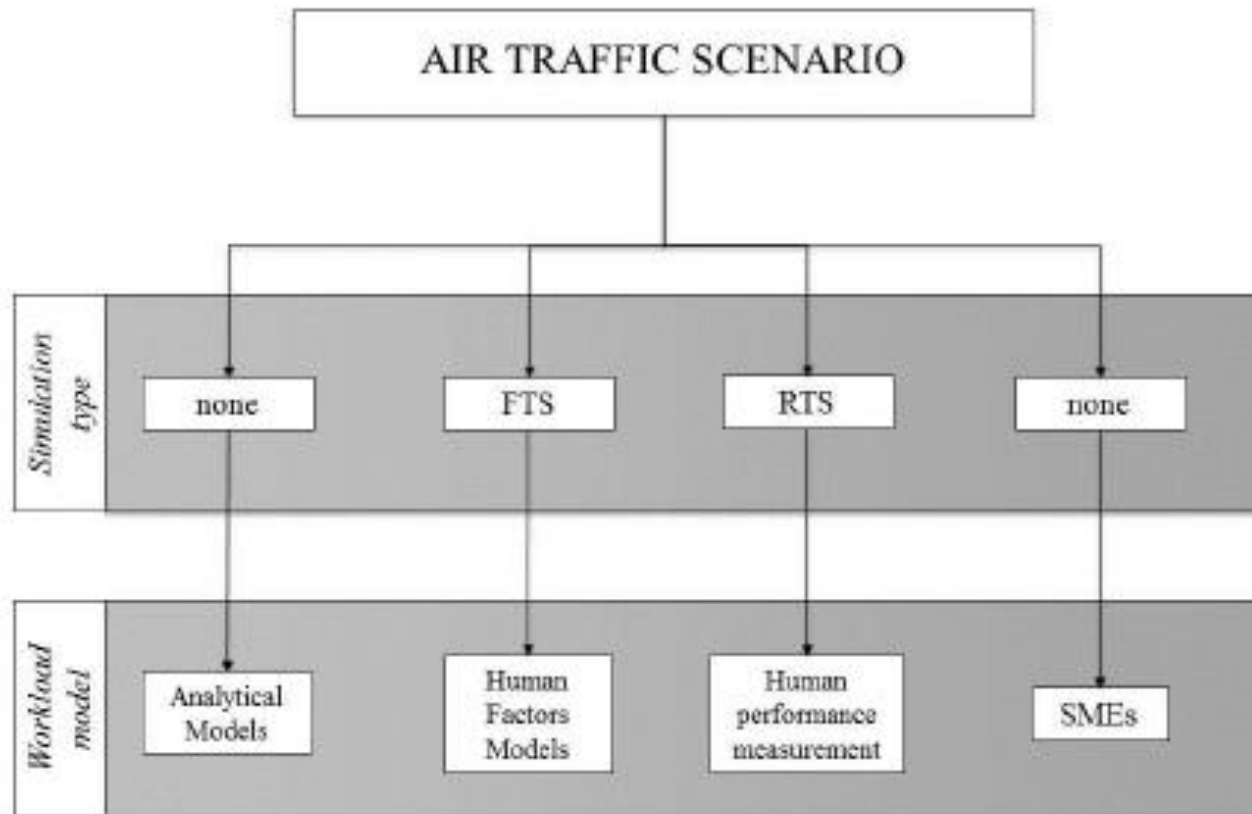 AIR TRAFFIC SCENARIO
Simulation
type
none
FTS
RTS
none
Workload
model
Analytical
Models
Human
Factors
Models
Human
performance
measurement
SMEs